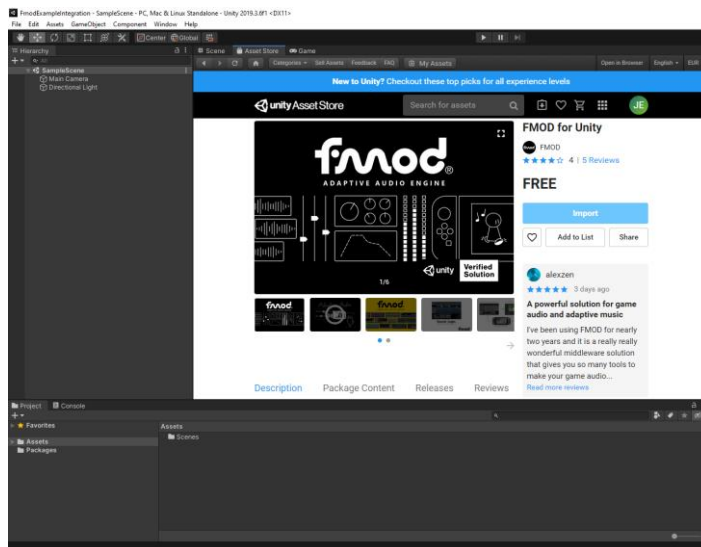 FmodExampleIntegration - SampleScene - PC, Mac & Linux Standalone - Unity 2019.3.6f1 <DX11>
File Edit Assets GameObject Component Window Help
Center Global
Hierarchy
Scene Asset Store Game
All
Categories Sell Assets Feedback FAQ My Assets Open in Browser English EUR
SampleScene
Main Camera
Directional Light
New to Unity? Checkout these top picks for all experience levels
unity Asset Store
Search for assets
JE
fmod®
ADAPTIVE AUDIO ENGINE
unity Verified Solution
1/6
fmod
fmod
FMOD for Unity
FMOD
4 | 5 Reviews
FREE
Import
Add to List Share
alexzen
3 days ago
A powerful solution for game
audio and adaptive music
I've been using FMOD for nearly
two years and it is a really really
wonderful middleware solution
that gives you so many tools to
make your game audio...
Read more reviews
Description Package Content Releases Reviews
Project Console
Favorites
Assets
Packages
Assets
Scenes